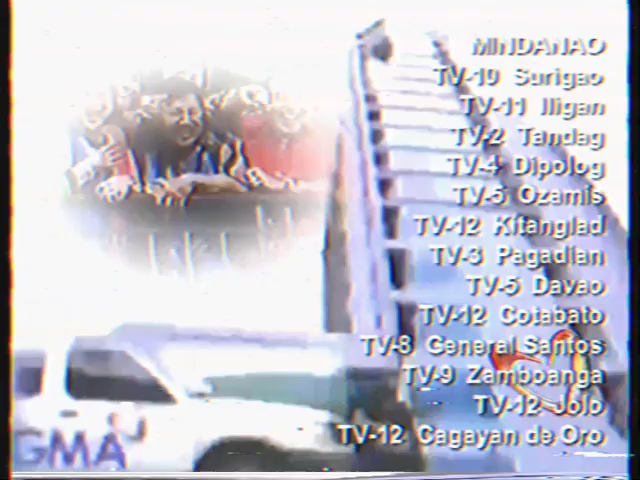 MINDANAO
TV-10 Surigao
TV-11 Iligan
TV-2 Tandag
TV-4 Dipolog
TV-5 Ozamis
TV-12 Kitanglad
TV-3 Pagadian
TV-5 Davao
TV-12 Cotabato
TV-8 General Santos
TV-9 Zamboanga
TV-12 Jolo
TV-12 Cagayan de Oro
GMA